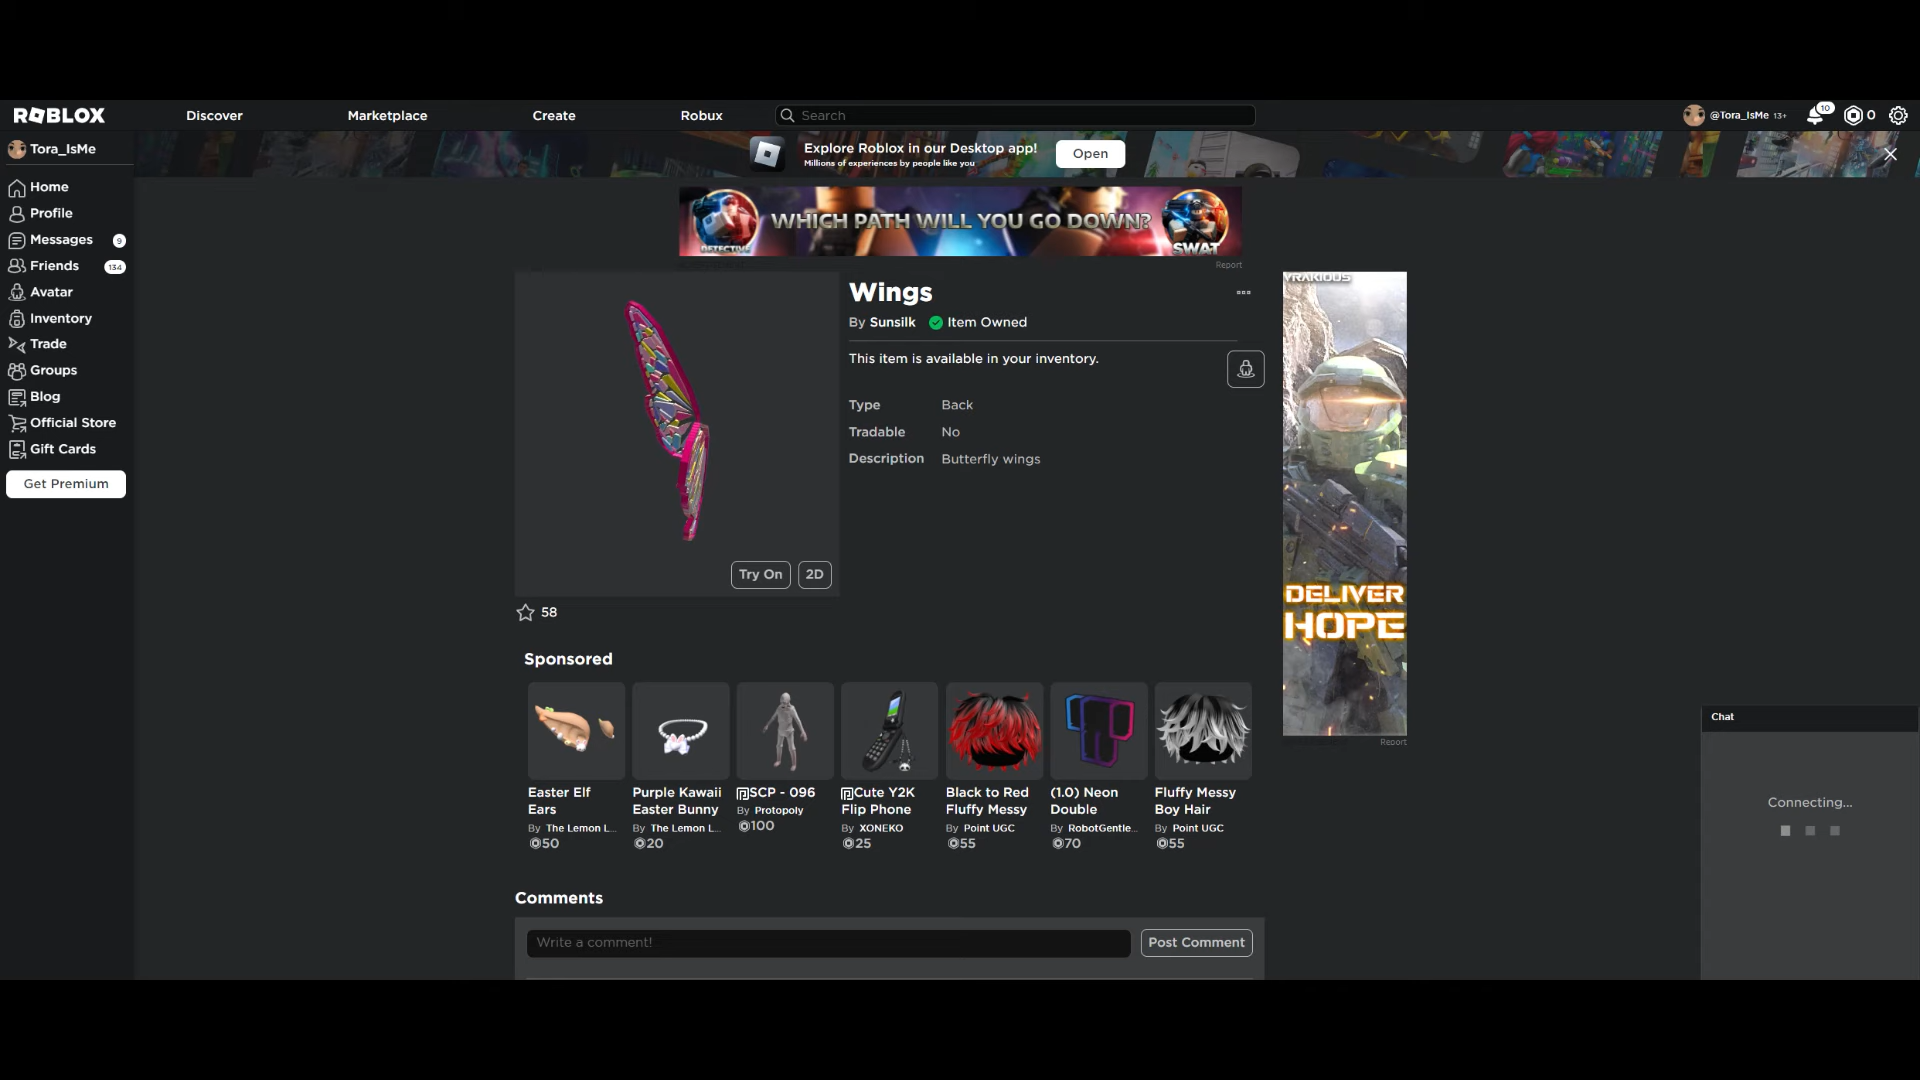 ROBLOX
Discover
Marketplace
Create
Robux
Search
@Tora_IsMe 13+
10
0
Tora_IsMe
Explore Roblox in our Desktop app!
Millions of experiences by people like you
Open
Home
Profile
Messages 9
Friends 134
Avatar
Inventory
Trade
Groups
Blog
Official Store
Gift Cards
Get Premium
DETECTIVE
WHICH PATH WILL YOU GO DOWN?
SWAT
Report
Wings
By Sunsilk Item Owned
This item is available in your inventory.
Type Back
Tradable No
Description Butterfly wings
Try On
2D
58
DELIVER
HOPE
Report
Sponsored
Easter Elf
Ears
By The Lemon L...
50
Purple Kawaii
Easter Bunny
By The Lemon L...
20
SCP - 096
By Protopoly
100
Cute Y2K
Flip Phone
By XONEKO
25
Black to Red
Fluffy Messy
By Point UGC
55
(1.0) Neon
Double
By RobotGentle...
70
Fluffy Messy
Boy Hair
By Point UGC
55
Chat
Connecting...
Comments
Write a comment!
Post Comment